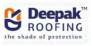 Deepak™
ROOFING
the shade of protection